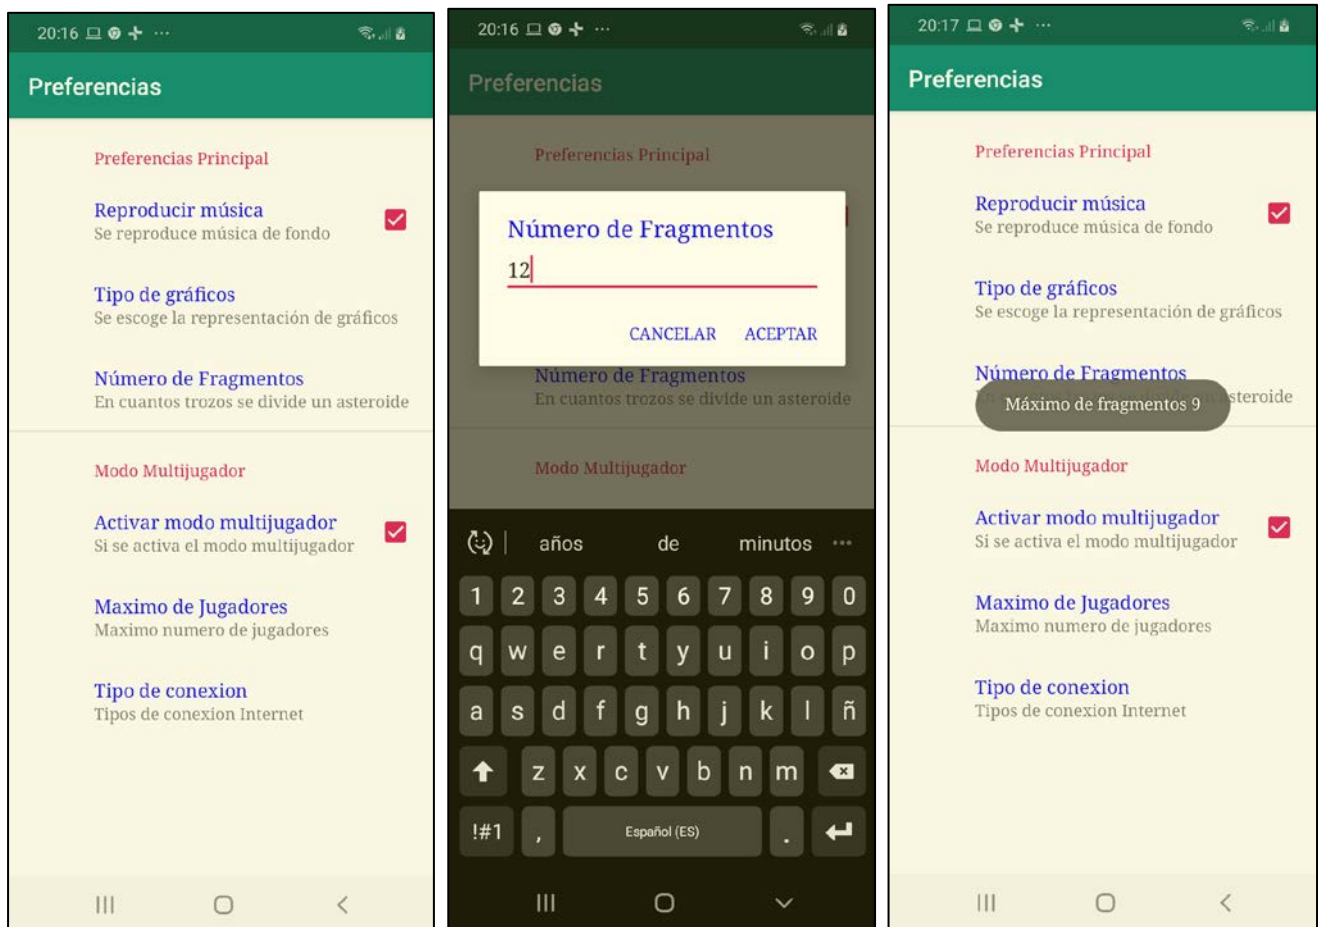 20:16
Preferencias
Preferencias Principal
Reproducir música
Se reproduce música de fondo
Tipo de gráficos
Se escoge la representación de gráficos
Número de Fragmentos
En cuantos trozos se divide un asteroide
Modo Multijugador
Activar modo multijugador
Si se activa el modo multijugador
Maximo de Jugadores
Maximo numero de jugadores
Tipo de conexion
Tipos de conexion Internet
20:16
Preferencias
Preferencias Principal
Número de Fragmentos
12
CANCELAR ACEPTAR
Número de Fragmentos
En cuantos trozos se divide un asteroide
Modo Multijugador
años de minutos
1 2 3 4 5 6 7 8 9 0
q w e r t y u i o p
a s d f g h j k l ñ
z x c v b n m
!#1 , Español (ES) .
20:17
Preferencias
Preferencias Principal
Reproducir música
Se reproduce música de fondo
Tipo de gráficos
Se escoge la representación de gráficos
Número de Fragmentos
asteroide
Máximo de fragmentos 9
Modo Multijugador
Activar modo multijugador
Si se activa el modo multijugador
Maximo de Jugadores
Maximo numero de jugadores
Tipo de conexion
Tipos de conexion Internet